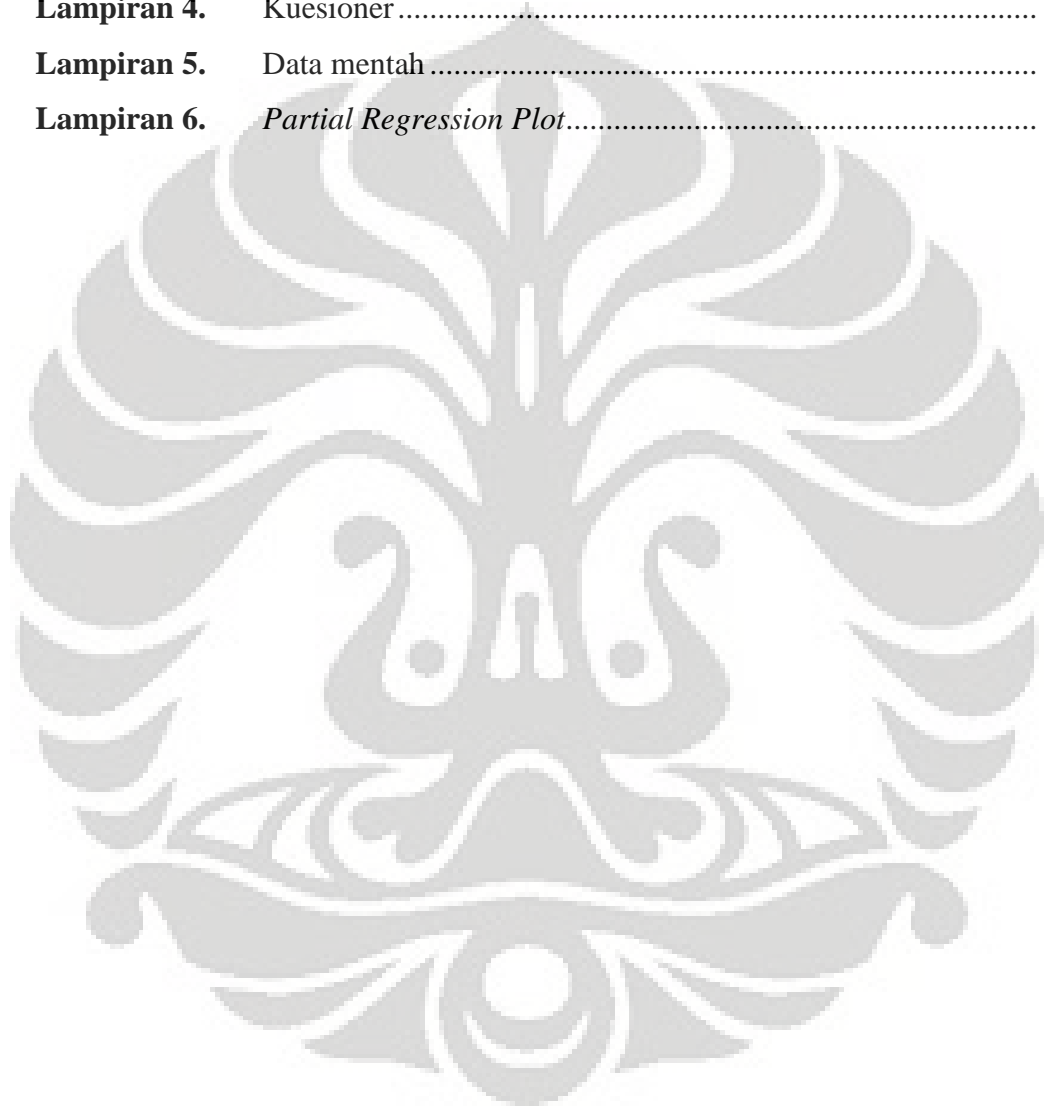 Lampiran 4. Kuesioner................................................................................
Lampiran 5. Data mentah............................................................................
Lampiran 6. Partial Regression Plot...........................................................